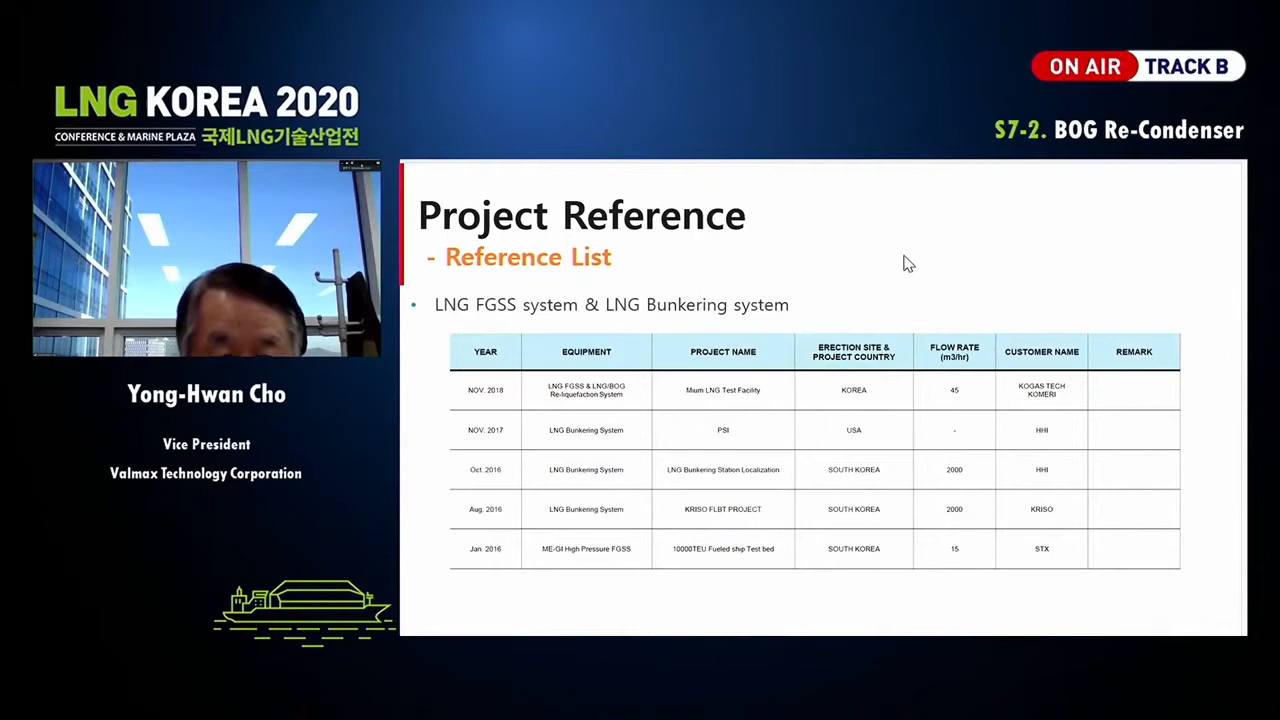 ON AIR TRACK B
LNG KOREA 2020
CONFERENCE & MARINE PLAZA 국제LNG기술산업전
S7-2. BOG Re-Condenser
Yong-Hwan Cho
Vice President
Valmax Technology Corporation
Project Reference
- Reference List
• LNG FGSS system & LNG Bunkering system
YEAR EQUIPMENT PROJECT NAME ERECTION SITE & PROJECT COUNTRY FLOW RATE (m3/hr) CUSTOMER NAME REMARK
NOV. 2018 LNG FGSS & LNG/BOG Re-liquefaction System Mium LNG Test Facility KOREA 45 KOGAS TECH KOMERI
NOV. 2017 LNG Bunkering System PSI USA - HHI
Oct. 2016 LNG Bunkering System LNG Bunkering Station Localization SOUTH KOREA 2000 HHI
Aug. 2016 LNG Bunkering System KRISO FLBT PROJECT SOUTH KOREA 2000 KRISO
Jan. 2016 ME-GI High Pressure FGSS 10000TEU Fueled ship Test bed SOUTH KOREA 15 STX